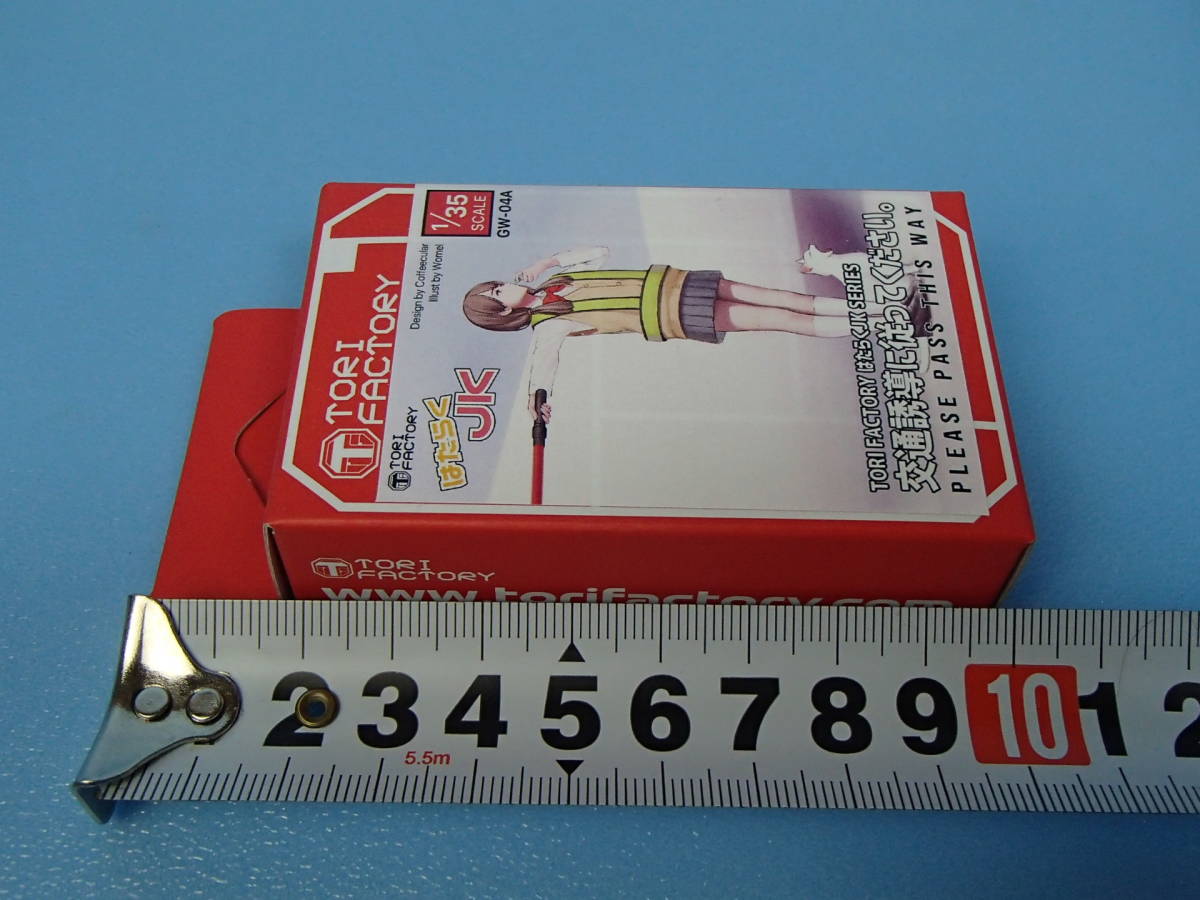 TORI
FACTORY
1/35
SCALE
GW-04A
Design by Coffeecular
Illust by Womel
TORI
FACTORY
はたらく
JK
TORI FACTORY はたらくJK SERIES
交通誘導に従ってください。
PLEASE PASS THIS WAY
TORI
FACTORY
www.torifactory.com
2 3 4 5 6 7 8 9 10 1 2
5.5m